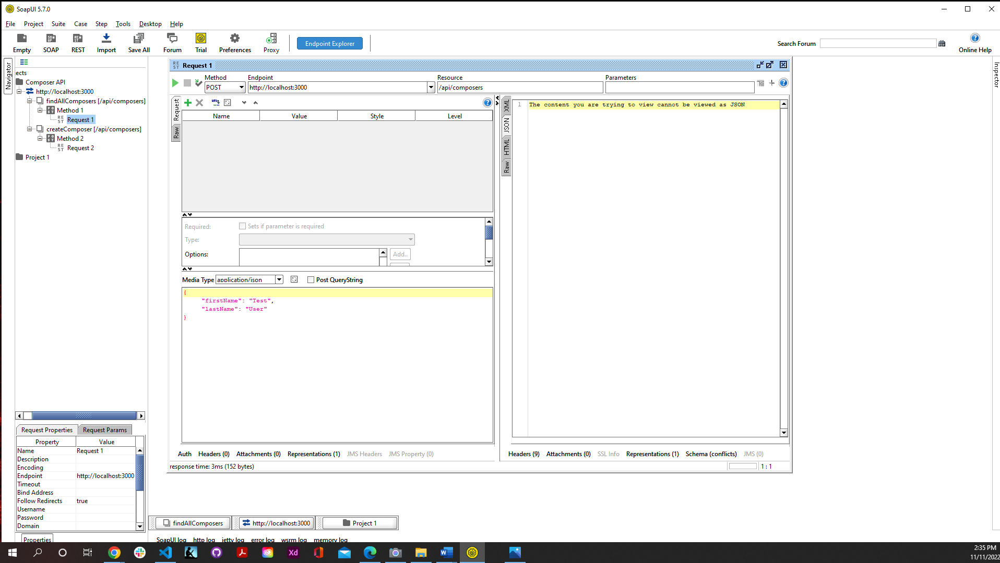 SoapUI 5.7.0
File Project Suite Case Step Tools Desktop Help
Empty SOAP REST Import Save All Forum Trial Preferences Proxy Endpoint Explorer Search Forum Online Help
Navigator
Inspector
ects
Composer API
http://localhost:3000
findAllComposers [/api/composers]
Method 1
REST Request 1
createComposer [/api/composers]
Method 2
REST Request 2
Project 1
REST Request 1
Method Endpoint Resource Parameters
POST http://localhost:3000 /api/composers
Request
Raw
Name Value Style Level
Required: Sets if parameter is required
Type:
Options: Add..
Media Type application/json Post QueryString
{
"firstName": "Test",
"lastName": "User"
}
XML
JSON
HTML
Raw
1 The content you are trying to view cannot be viewed as JSON
Auth Headers (0) Attachments (0) Representations (1) JMS Headers JMS Property (0)
Headers (9) Attachments (0) SSL Info Representations (1) Schema (conflicts) JMS (0)
response time: 3ms (152 bytes) 1 : 1
Request Properties Request Params
Property Value
Name Request 1
Description
Encoding
Endpoint http://localhost:3000
Timeout
Bind Address
Follow Redirects true
Username
Password
Domain
Properties
findAllComposers http://localhost:3000 Project 1
SoapUI log http log jetty log error log wsrm log memory log
2:35 PM
11/11/2022